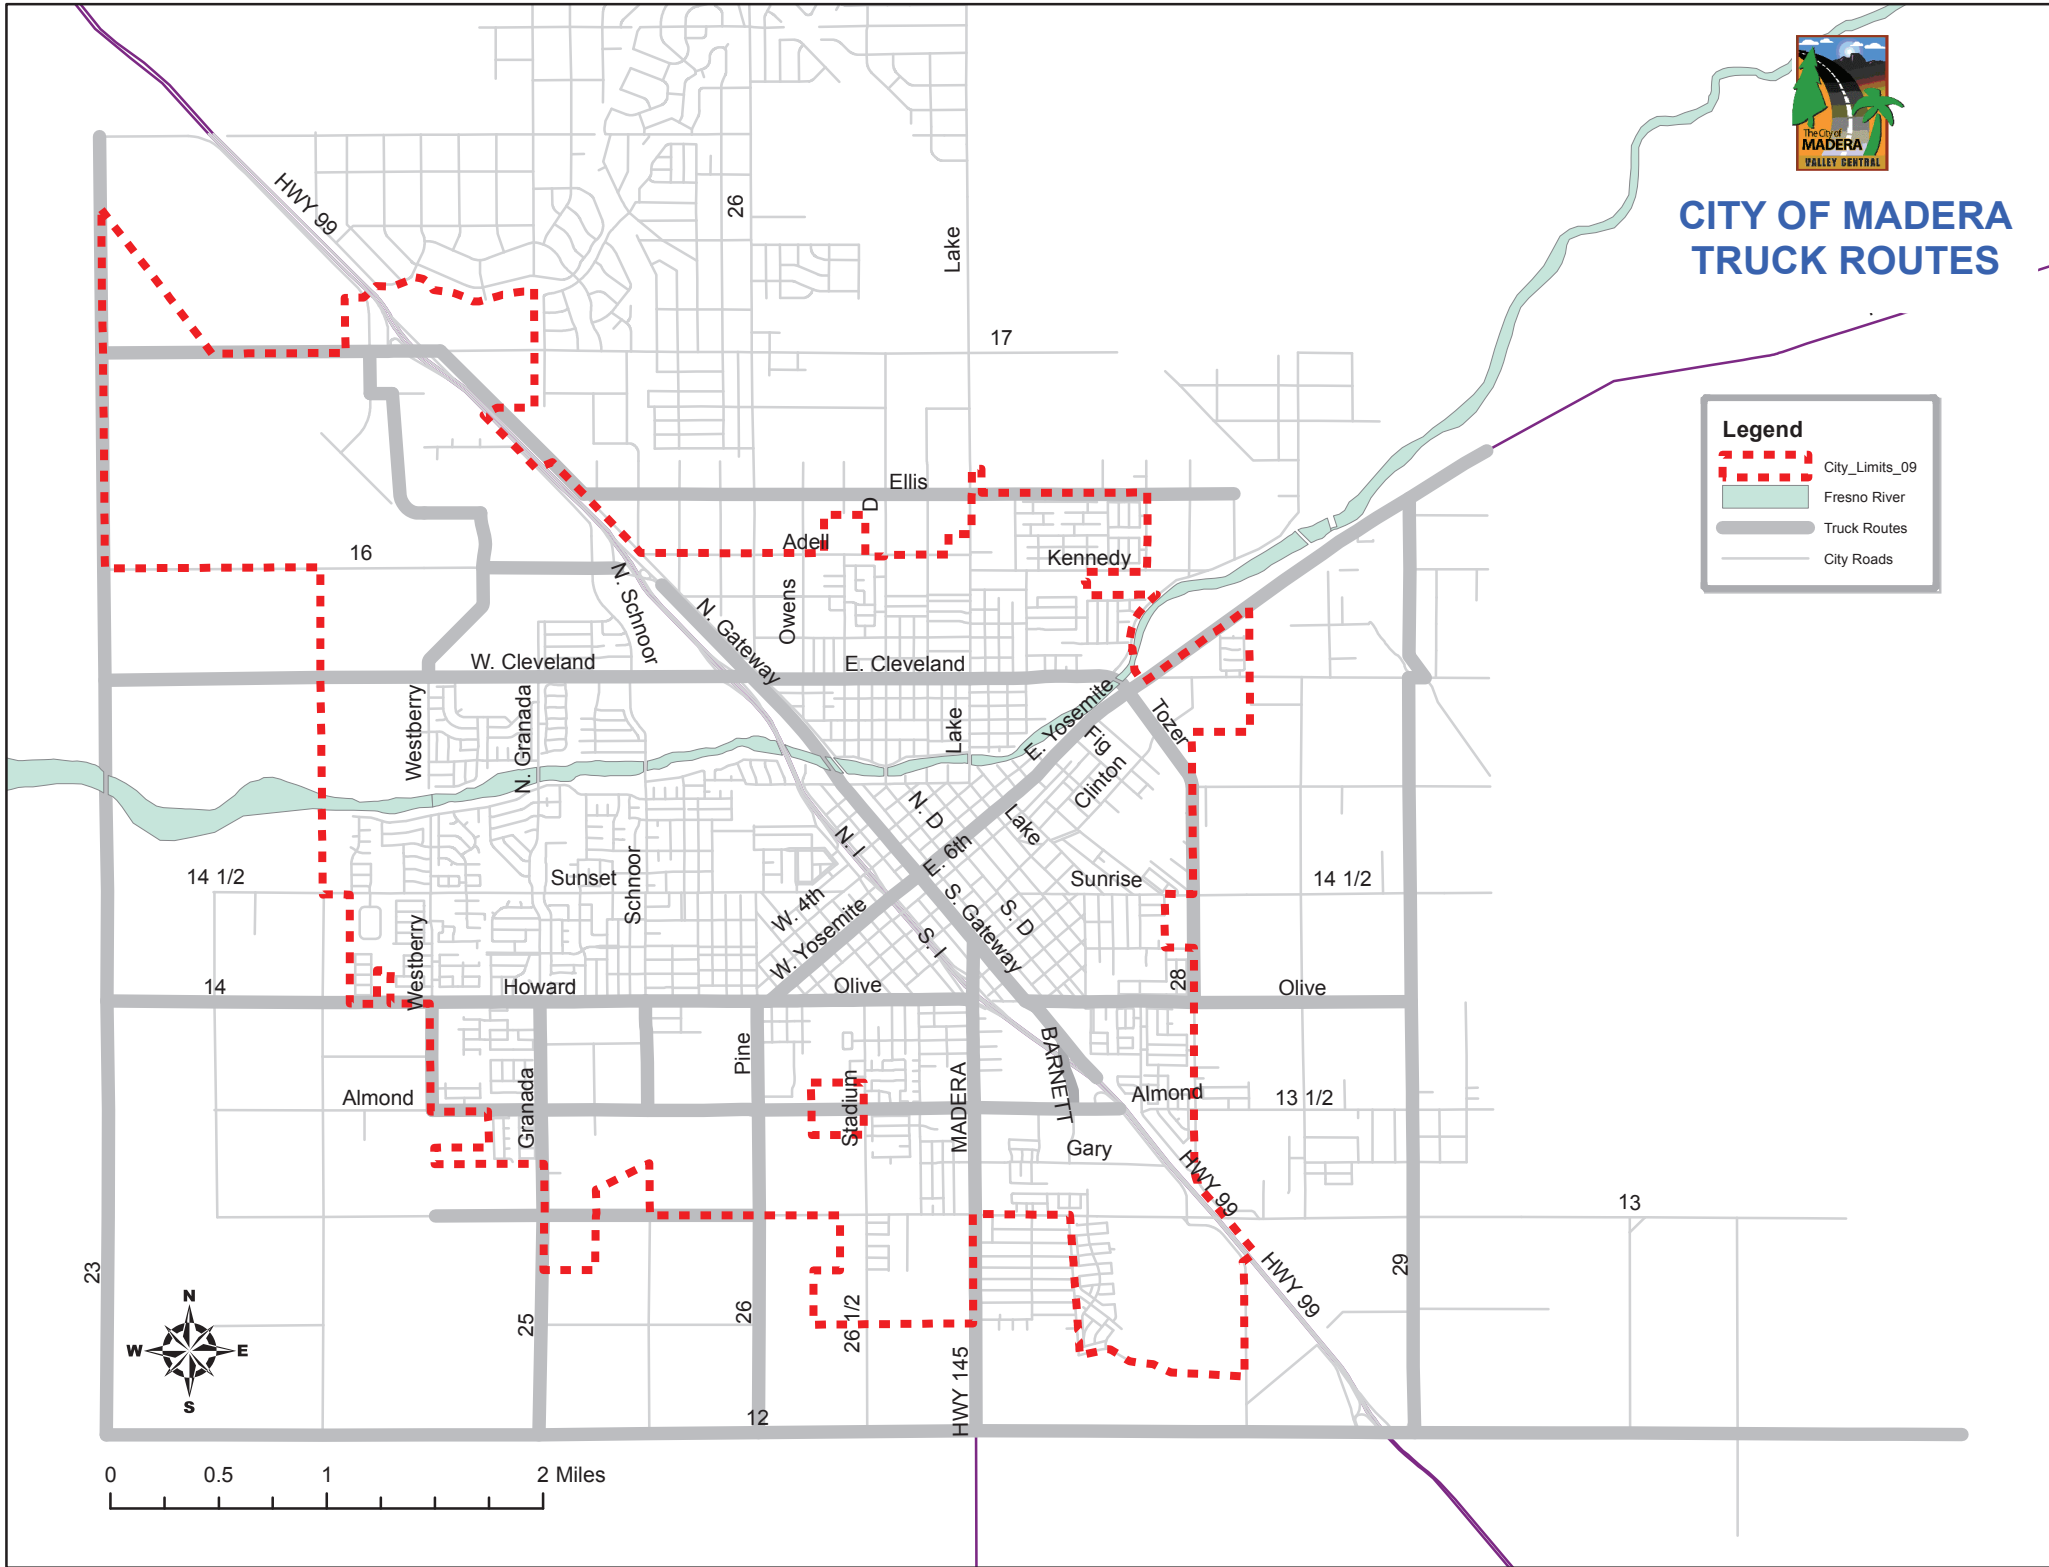 The City of
MADERA
VALLEY CENTRAL
CITY OF MADERA
TRUCK ROUTES
Legend
City_Limits_09
Fresno River
Truck Routes
City Roads
HWY 99
26
Lake
17
Ellis
D
Adell
Kennedy
16
N. Schnoor
N. Gateway
Owens
W. Cleveland
E. Cleveland
Westberry
N. Granada
Lake
E. Yosemite
Tozer
Fig
Clinton
N. D
Lake
N. I
E. 6th
14 1/2
Sunset
Schnoor
W. 4th
W. Yosemite
S. Gateway
S. D
S. I
Sunrise
14 1/2
Westberry
14
Howard
Olive
28
Olive
Pine
BARNETT
Almond
Granada
Stadium
MADERA
Almond
13 1/2
Gary
HWY 99
13
23
25
26
26 1/2
HWY 145
HWY 99
29
12
N
W
E
S
0
0.5
1
2 Miles